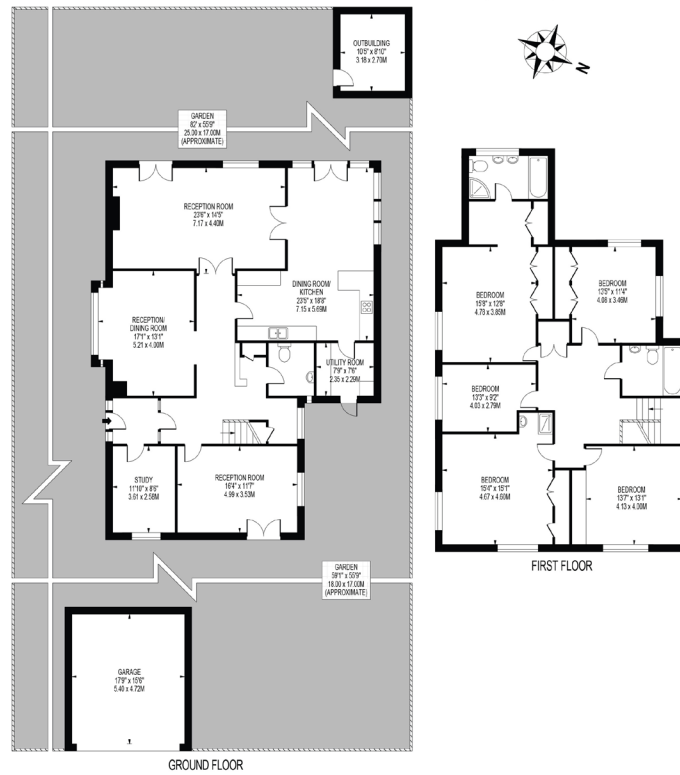 OUTBUILDING
10'5" x 8'10"
3.18 x 2.70M
N
GARDEN
82' x 55'9"
25.00 x 17.00M
(APPROXIMATE)
RECEPTION ROOM
23'6" x 14'5"
7.17 x 4.40M
DINING ROOM/
KITCHEN
23'5" x 18'8"
7.15 x 5.69M
RECEPTION/
DINING ROOM
17'1" x 13'1"
5.21 x 4.00M
UTILITY ROOM
7'9" x 7'6"
2.35 x 2.29M
STUDY
11'10" x 8'6"
3.61 x 2.58M
RECEPTION ROOM
16'4" x 11'7"
4.99 x 3.53M
GARDEN
59'1" x 55'9"
18.00 x 17.00M
(APPROXIMATE)
GARAGE
17'9" x 15'6"
5.40 x 4.72M
GROUND FLOOR
BEDROOM
15'8" x 12'8"
4.78 x 3.85M
BEDROOM
13'5" x 11'4"
4.08 x 3.46M
BEDROOM
13'3" x 9'2"
4.03 x 2.79M
BEDROOM
15'4" x 15'1"
4.67 x 4.60M
BEDROOM
13'7" x 13'1"
4.13 x 4.00M
FIRST FLOOR